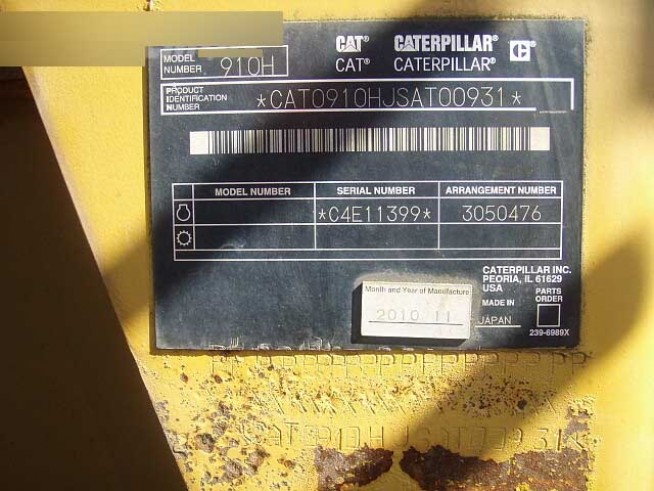 MODEL NUMBER 910H
CAT® CATERPILLAR® C
CAT® CATERPILLAR®
PRODUCT IDENTIFICATION NUMBER *CAT0910HJSAT00931*
MODEL NUMBER SERIAL NUMBER ARRANGEMENT NUMBER
*C4E11399* 3050476
CATERPILLAR INC.
PEORIA, IL 61629
USA
PARTS ORDER
Month and Year of Manufacture
2010 11
MADE IN
JAPAN
239-6989X
CAT0910HJSAT00931